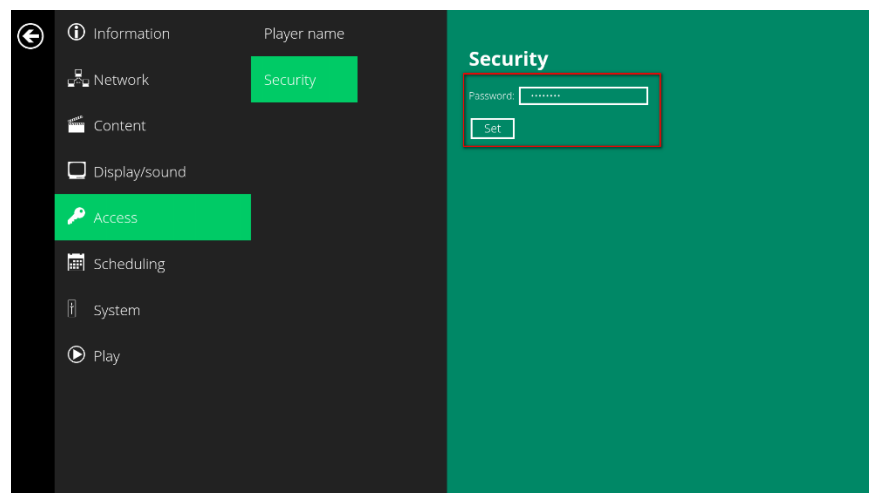 Information
Network
Content
Display/sound
Access
Scheduling
System
Play
Player name
Security
Security
Password: ········
Set